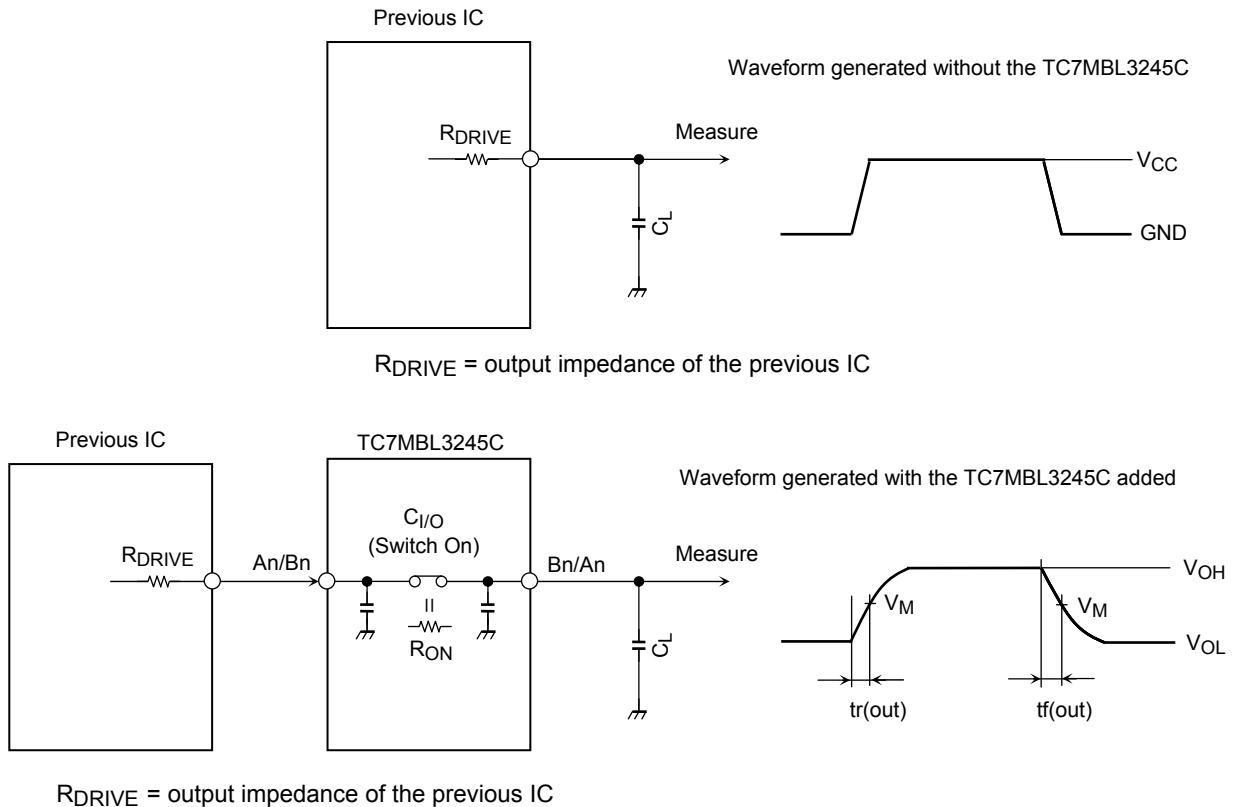 Previous IC
Waveform generated without the TC7MBL3245C
RDRIVE
Measure
CL
VCC
GND
RDRIVE = output impedance of the previous IC
Previous IC
TC7MBL3245C
Waveform generated with the TC7MBL3245C added
RDRIVE
An/Bn
CI/O
(Switch On)
RON
Bn/An
Measure
CL
VOH
VM
VM
VOL
tr(out)
tf(out)
RDRIVE = output impedance of the previous IC